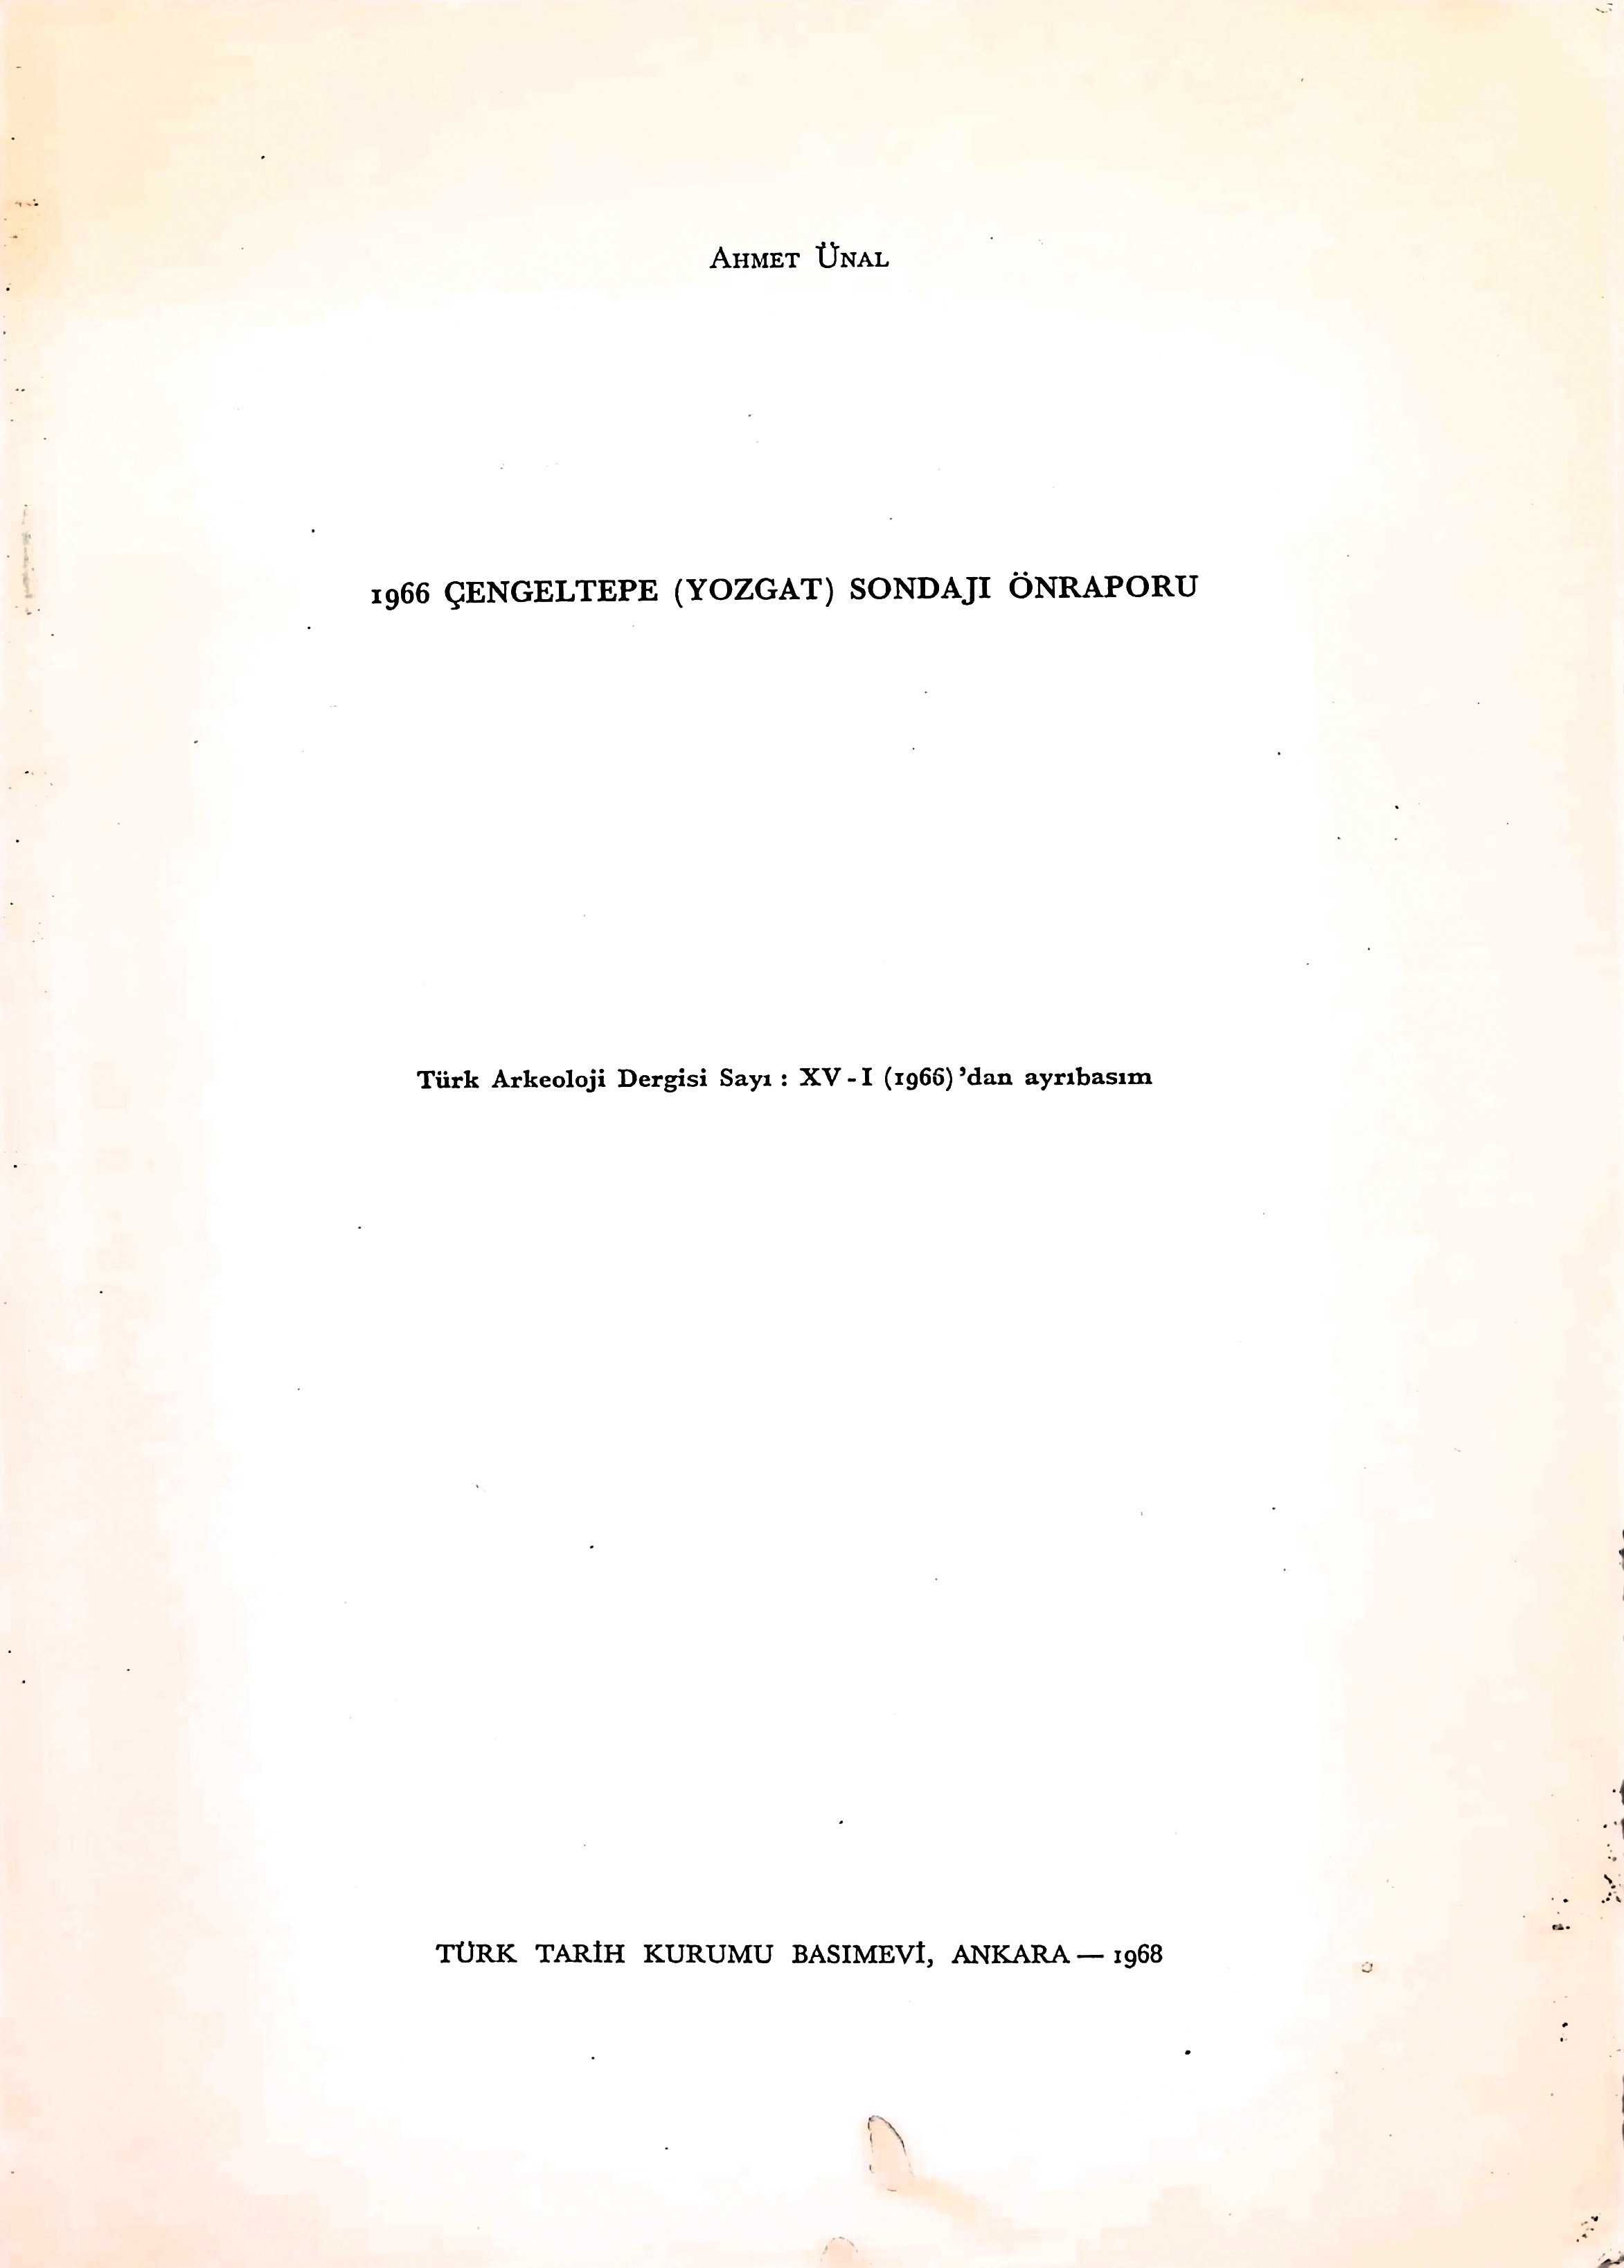 AHMET ÜNAL
1966 ÇENGELTEPE (YOZGAT) SONDAJI ÖNRAPORU
Türk Arkeoloji Dergisi Sayı : XV - I (1966) 'dan ayrıbasım
TÜRK TARİH KURUMU BASIMEVİ, ANKARA — 1968